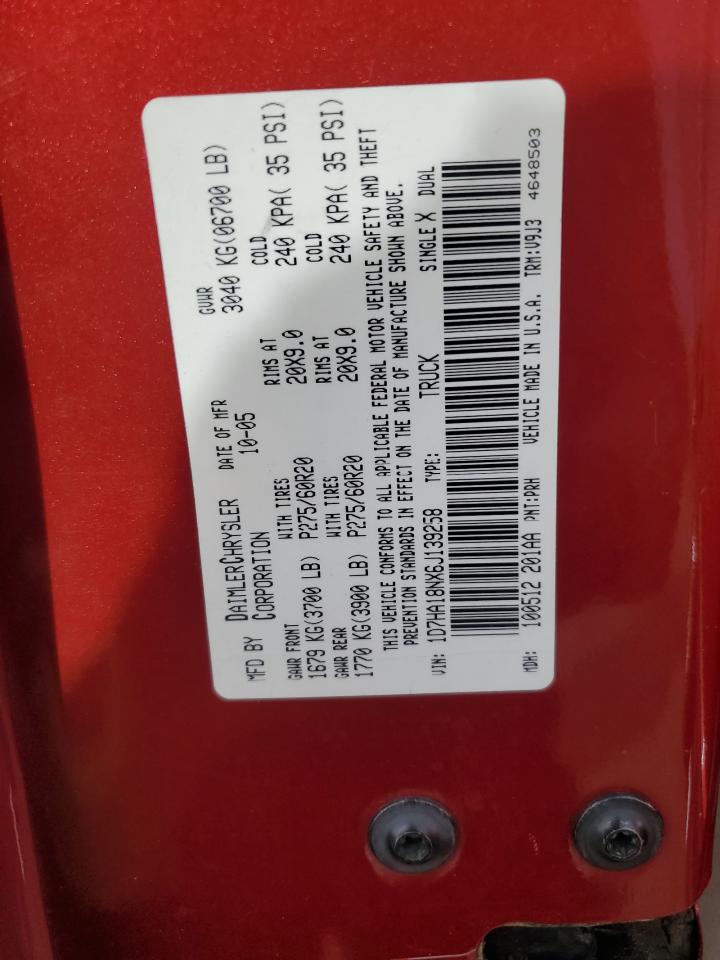 MFD BY DAIMLERCHRYSLER DATE OF MFR GVWR
CORPORATION 10-05 3040 KG(06700 LB)
GAWR FRONT WITH TIRES RIMS AT COLD
1679 KG(3700 LB) P275/60R20 20X9.0 240 KPA( 35 PSI)
GAWR REAR WITH TIRES RIMS AT COLD
1770 KG(3900 LB) P275/60R20 20X9.0 240 KPA( 35 PSI)
THIS VEHICLE CONFORMS TO ALL APPLICABLE FEDERAL MOTOR VEHICLE SAFETY AND THEFT
PREVENTION STANDARDS IN EFFECT ON THE DATE OF MANUFACTURE SHOWN ABOVE.
VIN: 1D7HA18NX6J139258 TYPE: TRUCK SINGLE X DUAL
MDH: 100512 201AA PNT:PRH VEHICLE MADE IN U.S.A. TRM:V9J3 4648503